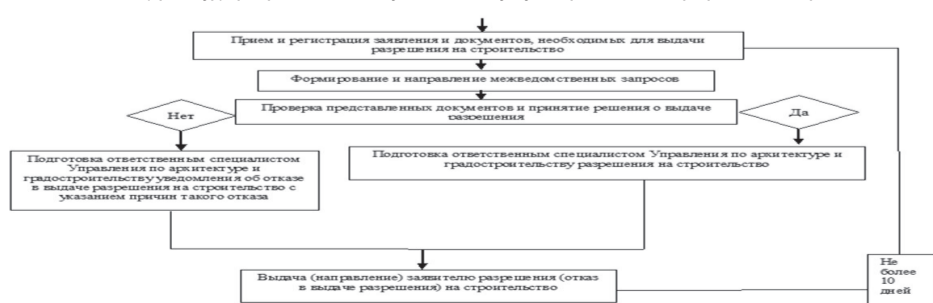 Прием и регистрация заявления и документов, необходимых для выдачи
разрешения на строительство
Формирование и направление межведомственных запросов
Проверка представленных документов и принятие решения о выдаче
разрешения
Нет
Да
Подготовка ответственным специалистом
Управления по архитектуре и
градостроительству уведомления об отказе
в выдаче разрешения на строительство с
указанием причин такого отказа
Подготовка ответственным специалистом Управления по архитектуре и
градостроительству разрешения на строительство
Выдача (направление) заявителю разрешения (отказ
в выдаче разрешения) на строительство
Не
более
10
дней